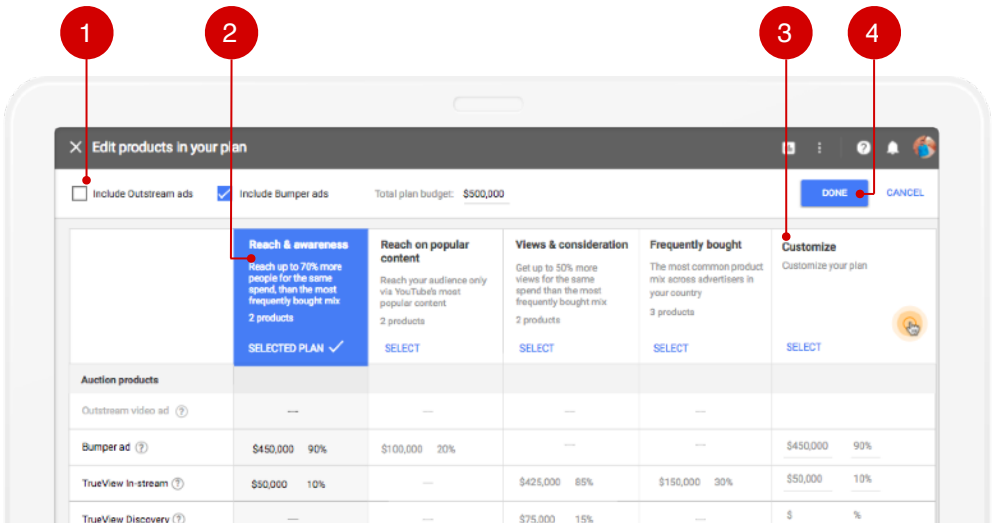 1
2
3
4
Edit products in your plan
Include Outstream ads
Include Bumper ads
Total plan budget: $500,000
DONE
CANCEL
Reach & awareness
Reach up to 70% more
people for the same
spend, than the most
frequently bought mix
2 products
SELECTED PLAN
Reach on popular
content
Reach your audience only
via YouTube's most
popular content
2 products
SELECT
Views & consideration
Get up to 50% more
views for the same
spend than the most
frequently bought mix
2 products
SELECT
Frequently bought
The most common product
mix across advertisers in
your country
3 products
SELECT
Customize
Customize your plan
SELECT
Auction products
Outstream video ad ? — — — —
Bumper ad ? $450,000 90% $100,000 20% — — $450,000 90%
TrueView In-stream ? $50,000 10% — $425,000 85% $150,000 30% $50,000 10%
TrueView Discovery ? — — $75,000 15% — $ %